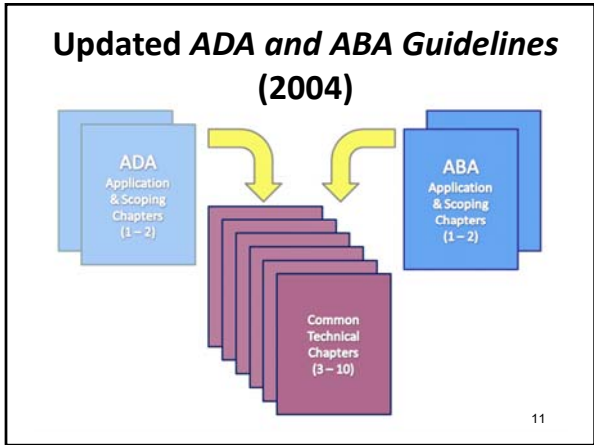 Updated ADA and ABA Guidelines
(2004)
ADA
Application
& Scoping
Chapters
(1 – 2)
ABA
Application
& Scoping
Chapters
(1 – 2)
Common
Technical
Chapters
(3 – 10)
11